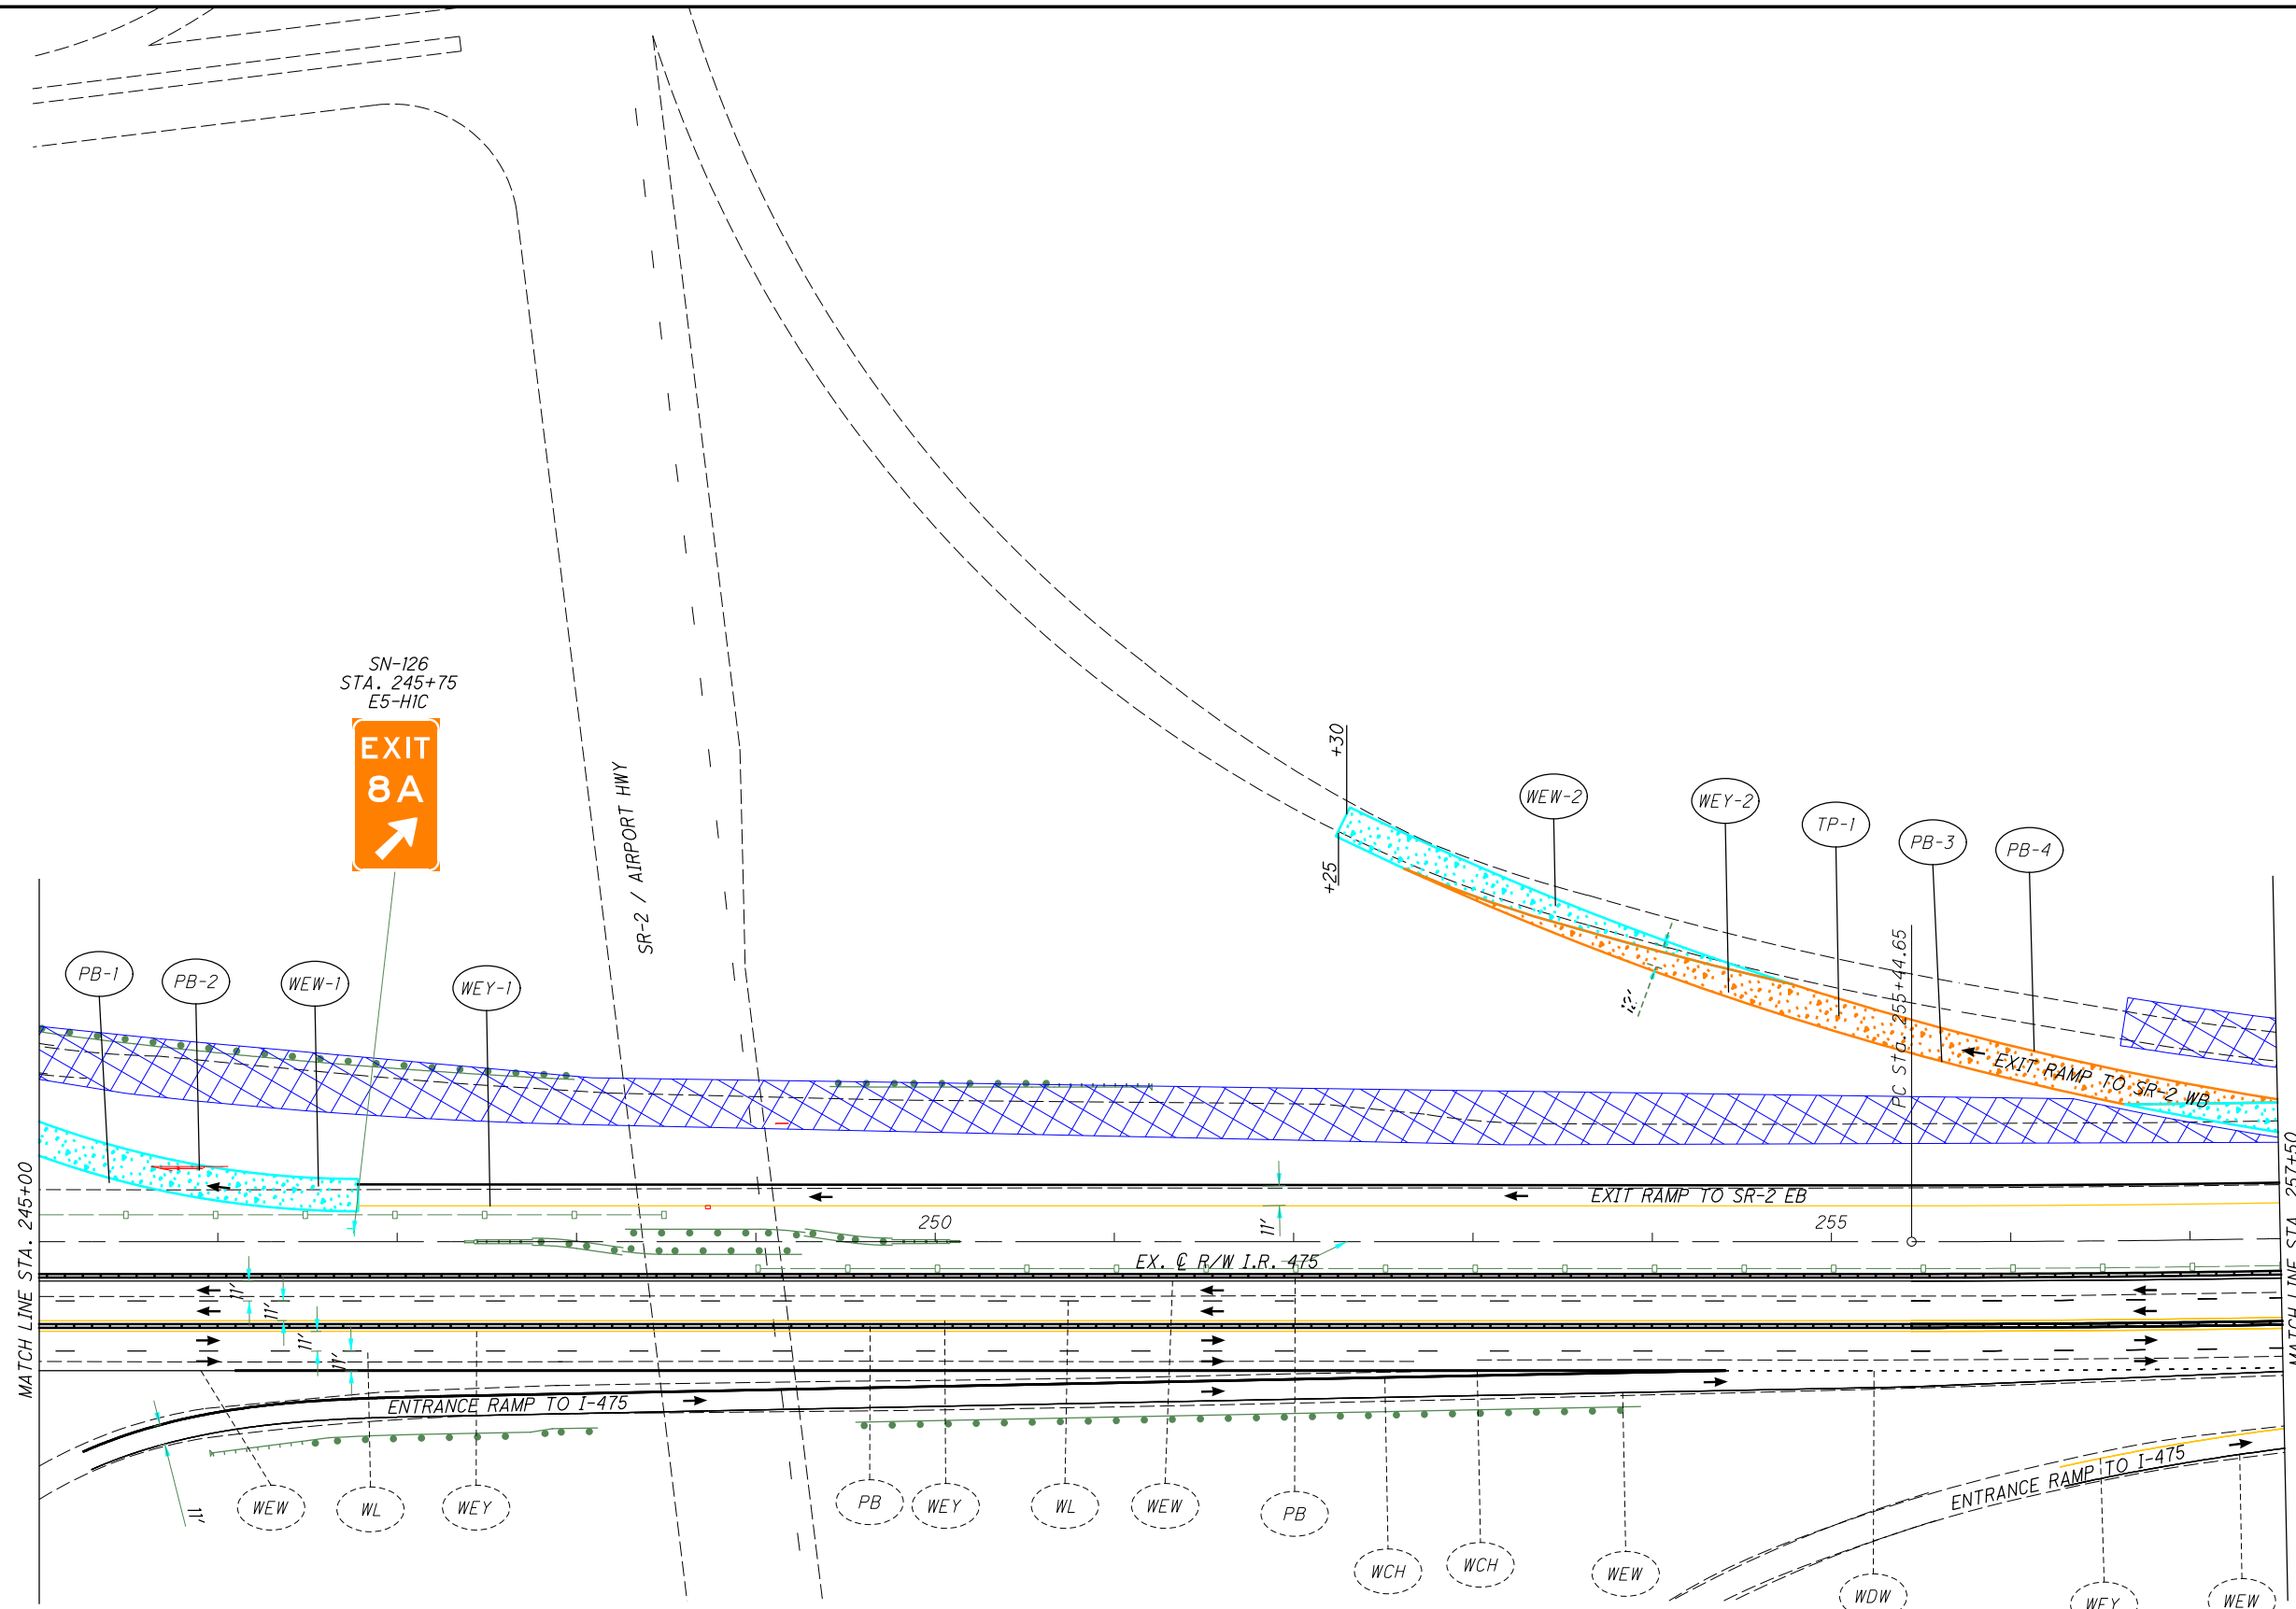 SN-126
STA. 245+75
E5-H1C
EXIT
8A
SR-2 / AIRPORT HWY
+30
+25
WEW-2
WEY-2
TP-1
PB-3
PB-4
PB-1
PB-2
WEW-1
WEY-1
12'
PC Sta. 255+44.65
EXIT RAMP TO SR-2 WB
EXIT RAMP TO SR-2 EB
11'
250
255
EX. ℄ R/W I.R. 475
MATCH LINE STA. 245+00
MATCH LINE STA. 257+50
11'
11'
11'
11'
ENTRANCE RAMP TO I-475
11'
ENTRANCE RAMP TO I-475
WEW
WL
WEY
PB
WEY
WL
WEW
PB
WCH
WCH
WEW
WDW
WEY
WEW